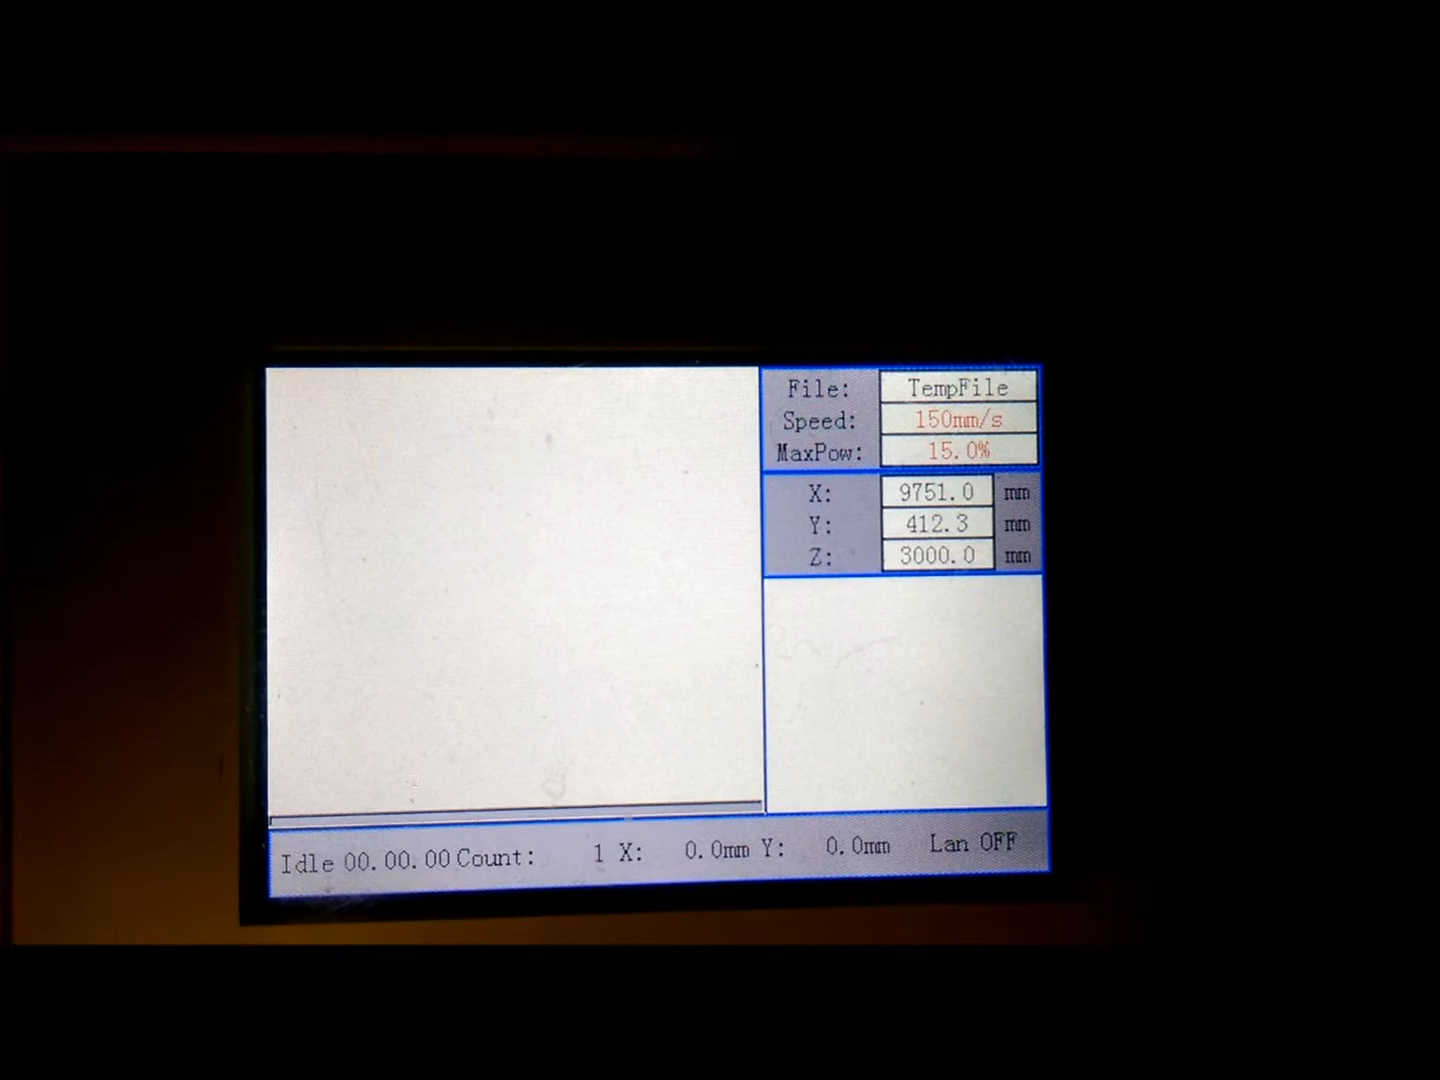 File: TempFile
Speed: 150mm/s
MaxPow: 15.0%
X: 9751.0 mm
Y: 412.3 mm
Z: 3000.0 mm
Idle 00.00.00 Count: 1 X: 0.0mm Y: 0.0mm Lan OFF